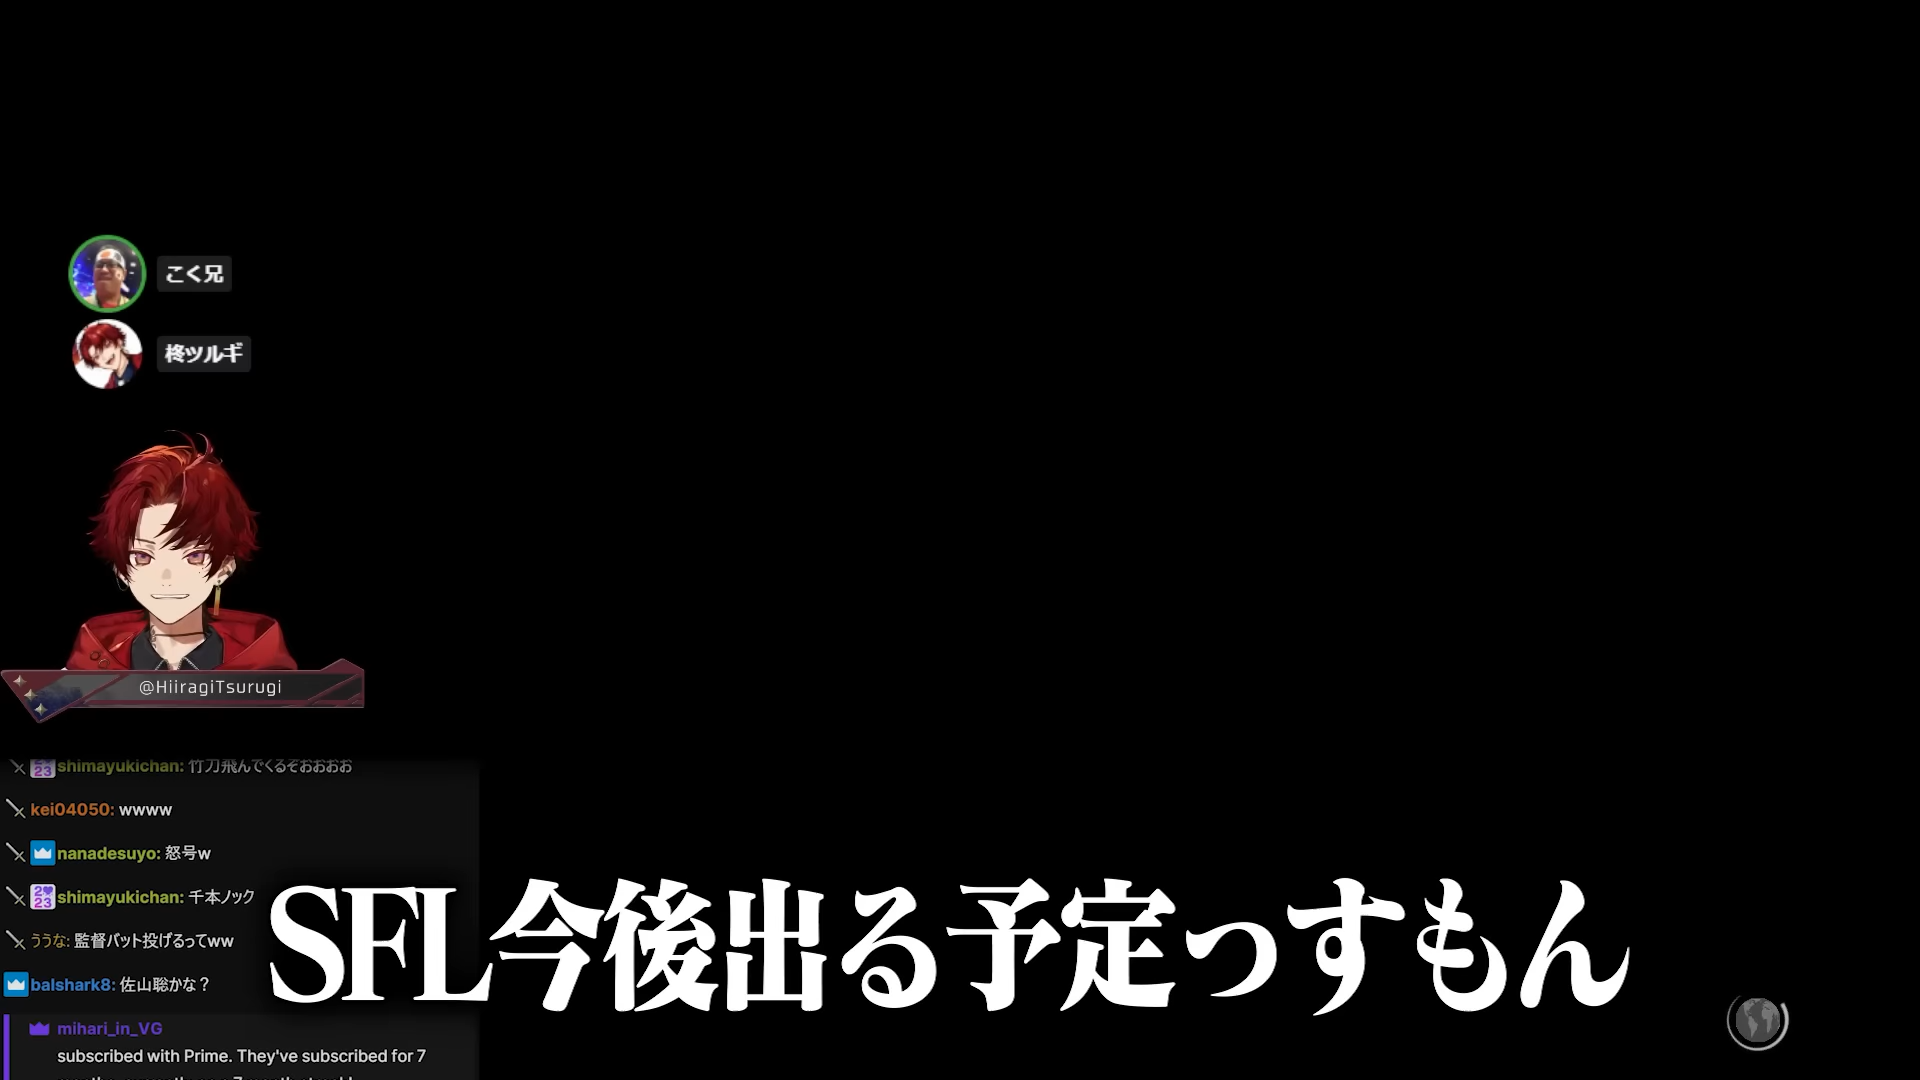 こく兄
柊ツルギ
@HiiragiTsurugi
shimayukichan: 竹刀飛んでくるぞおおおお
kei04050: wwww
nanadesuyo: 怒号w
shimayukichan: 千本ノック
ううな: 監督バット投げるってww
balshark8: 佐山聡かな？
mihari_in_VG
subscribed with Prime. They've subscribed for 7
SFL今後出る予定っすもん